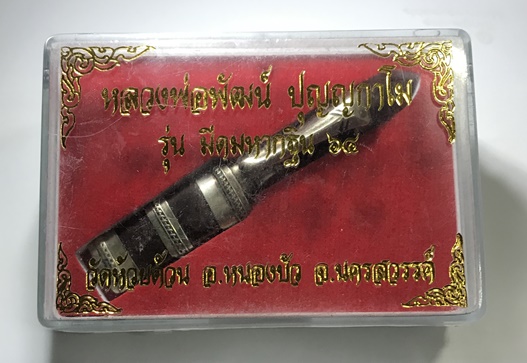 หลวงพ่อพัฒน์ ปุญญกาโม
รุ่น มีดมหากฐิน ๖๔
วัดห้วยด้วน อ.หนองบัว จ.นครสวรรค์